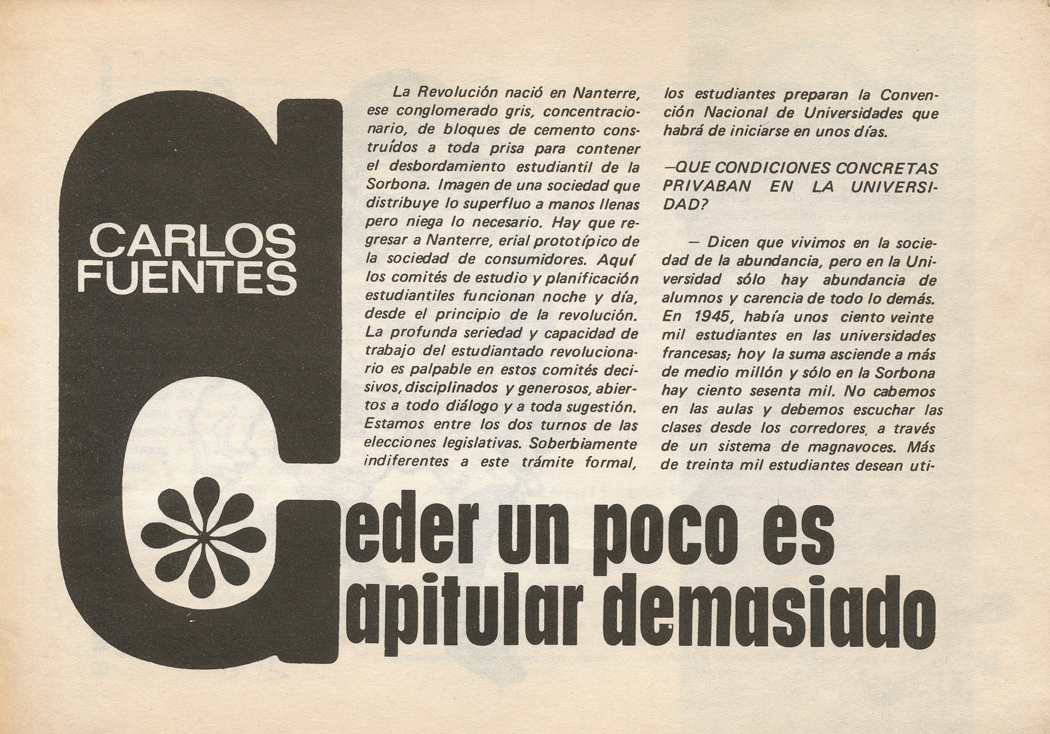 CARLOS
FUENTES
La Revolución nació en Nanterre,
ese conglomerado gris, concentracio-
nario, de bloques de cemento cons-
truídos a toda prisa para contener
el desbordamiento estudiantil de la
Sorbona. Imagen de una sociedad que
distribuye lo superfluo a manos llenas
pero niega lo necesario. Hay que re-
gresar a Nanterre, erial prototípico de
la sociedad de consumidores. Aquí
los comités de estudio y planificación
estudiantiles funcionan noche y día,
desde el principio de la revolución.
La profunda seriedad y capacidad de
trabajo del estudiantado revoluciona-
rio es palpable en estos comités deci-
sivos, disciplinados y generosos, abier-
tos a todo diálogo y a toda sugestión.
Estamos entre los dos turnos de las
elecciones legislativas. Soberbiamente
indiferentes a este trámite formal,
los estudiantes preparan la Conven-
ción Nacional de Universidades que
habrá de iniciarse en unos días.
—QUE CONDICIONES CONCRETAS
PRIVABAN EN LA UNIVERSI-
DAD?
— Dicen que vivimos en la socie-
dad de la abundancia, pero en la Uni-
versidad sólo hay abundancia de
alumnos y carencia de todo lo demás.
En 1945, había unos ciento veinte
mil estudiantes en las universidades
francesas; hoy la suma asciende a más
de medio millón y sólo en la Sorbona
hay ciento sesenta mil. No cabemos
en las aulas y debemos escuchar las
clases desde los corredores, a través
de un sistema de magnavoces. Más
de treinta mil estudiantes desean uti-
Ceder un poco es
Capitular demasiado